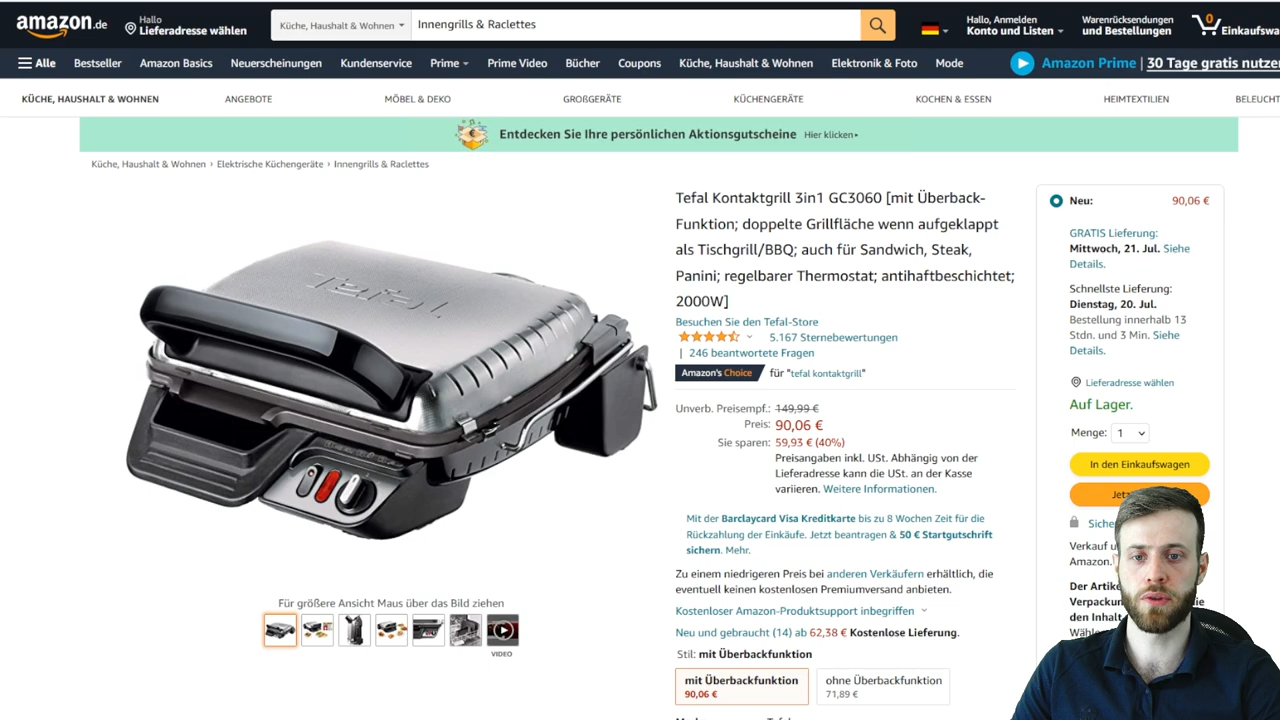 amazon.de
Hallo
Lieferadresse wählen
Küche, Haushalt & Wohnen
Innengrills & Raclettes
Hallo, Anmelden
Konto und Listen
Warenrücksendungen
und Bestellungen
0
Einkaufswa
Alle
Bestseller
Amazon Basics
Neuerscheinungen
Kundenservice
Prime
Prime Video
Bücher
Coupons
Küche, Haushalt & Wohnen
Elektronik & Foto
Mode
Amazon Prime | 30 Tage gratis nutzen
KÜCHE, HAUSHALT & WOHNEN
ANGEBOTE
MÖBEL & DEKO
GROßGERÄTE
KÜCHENGERÄTE
KOCHEN & ESSEN
HEIMTEXTILIEN
BELEUCHT
Entdecken Sie Ihre persönlichen Aktionsgutscheine Hier klicken▸
Küche, Haushalt & Wohnen › Elektrische Küchengeräte › Innengrills & Raclettes
Tefal
Für größere Ansicht Maus über das Bild ziehen
VIDEO
Tefal Kontaktgrill 3in1 GC3060 [mit Überback-
Funktion; doppelte Grillfläche wenn aufgeklappt
als Tischgrill/BBQ; auch für Sandwich, Steak,
Panini; regelbarer Thermostat; antihaftbeschichtet;
2000W]
Besuchen Sie den Tefal-Store
5.167 Sternebewertungen
| 246 beantwortete Fragen
Amazon's Choice für "tefal kontaktgrill"
Unverb. Preisempf.: 149,99 €
Preis: 90,06 €
Sie sparen: 59,93 € (40%)
Preisangaben inkl. USt. Abhängig von der
Lieferadresse kann die USt. an der Kasse
variieren. Weitere Informationen.
Mit der Barclaycard Visa Kreditkarte bis zu 8 Wochen Zeit für die
Rückzahlung der Einkäufe. Jetzt beantragen & 50 € Startgutschrift
sichern. Mehr.
Zu einem niedrigeren Preis bei anderen Verkäufern erhältlich, die
eventuell keinen kostenlosen Premiumversand anbieten.
Kostenloser Amazon-Produktsupport inbegriffen
Neu und gebraucht (14) ab 62,38 € Kostenlose Lieferung.
Stil: mit Überbackfunktion
mit Überbackfunktion
90,06 €
ohne Überbackfunktion
71,89 €
Neu: 90,06 €
GRATIS Lieferung:
Mittwoch, 21. Jul. Siehe
Details.
Schnellste Lieferung:
Dienstag, 20. Jul.
Bestellung innerhalb 13
Stdn. und 3 Min. Siehe
Details.
Lieferadresse wählen
Auf Lager.
Menge: 1
In den Einkaufswagen
Jetz
Siche
Verkauf u
Amazon.
Der Artike
Verpackun
den Inhalt